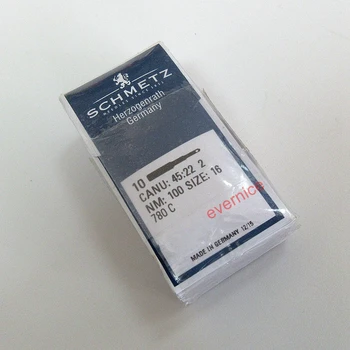 SCHMETZ
Herzogenrath
Germany
10
CANU: 45:22 2
NM: 100 SIZE: 16
780 C
evernice
MADE IN GERMANY 12/15